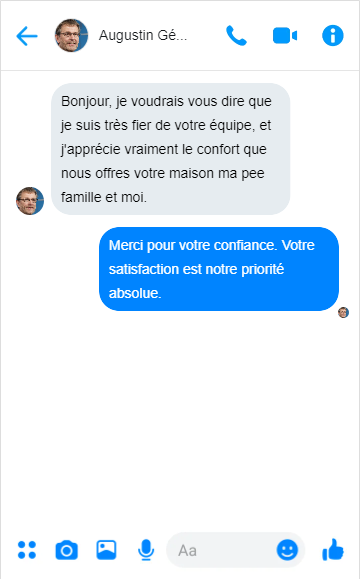 Augustin Gé...
Bonjour, je voudrais vous dire que
je suis très fier de votre équipe, et
j'apprécie vraiment le confort que
nous offres votre maison ma pee
famille et moi.
Merci pour votre confiance. Votre
satisfaction est notre priorité
absolue.
Aa